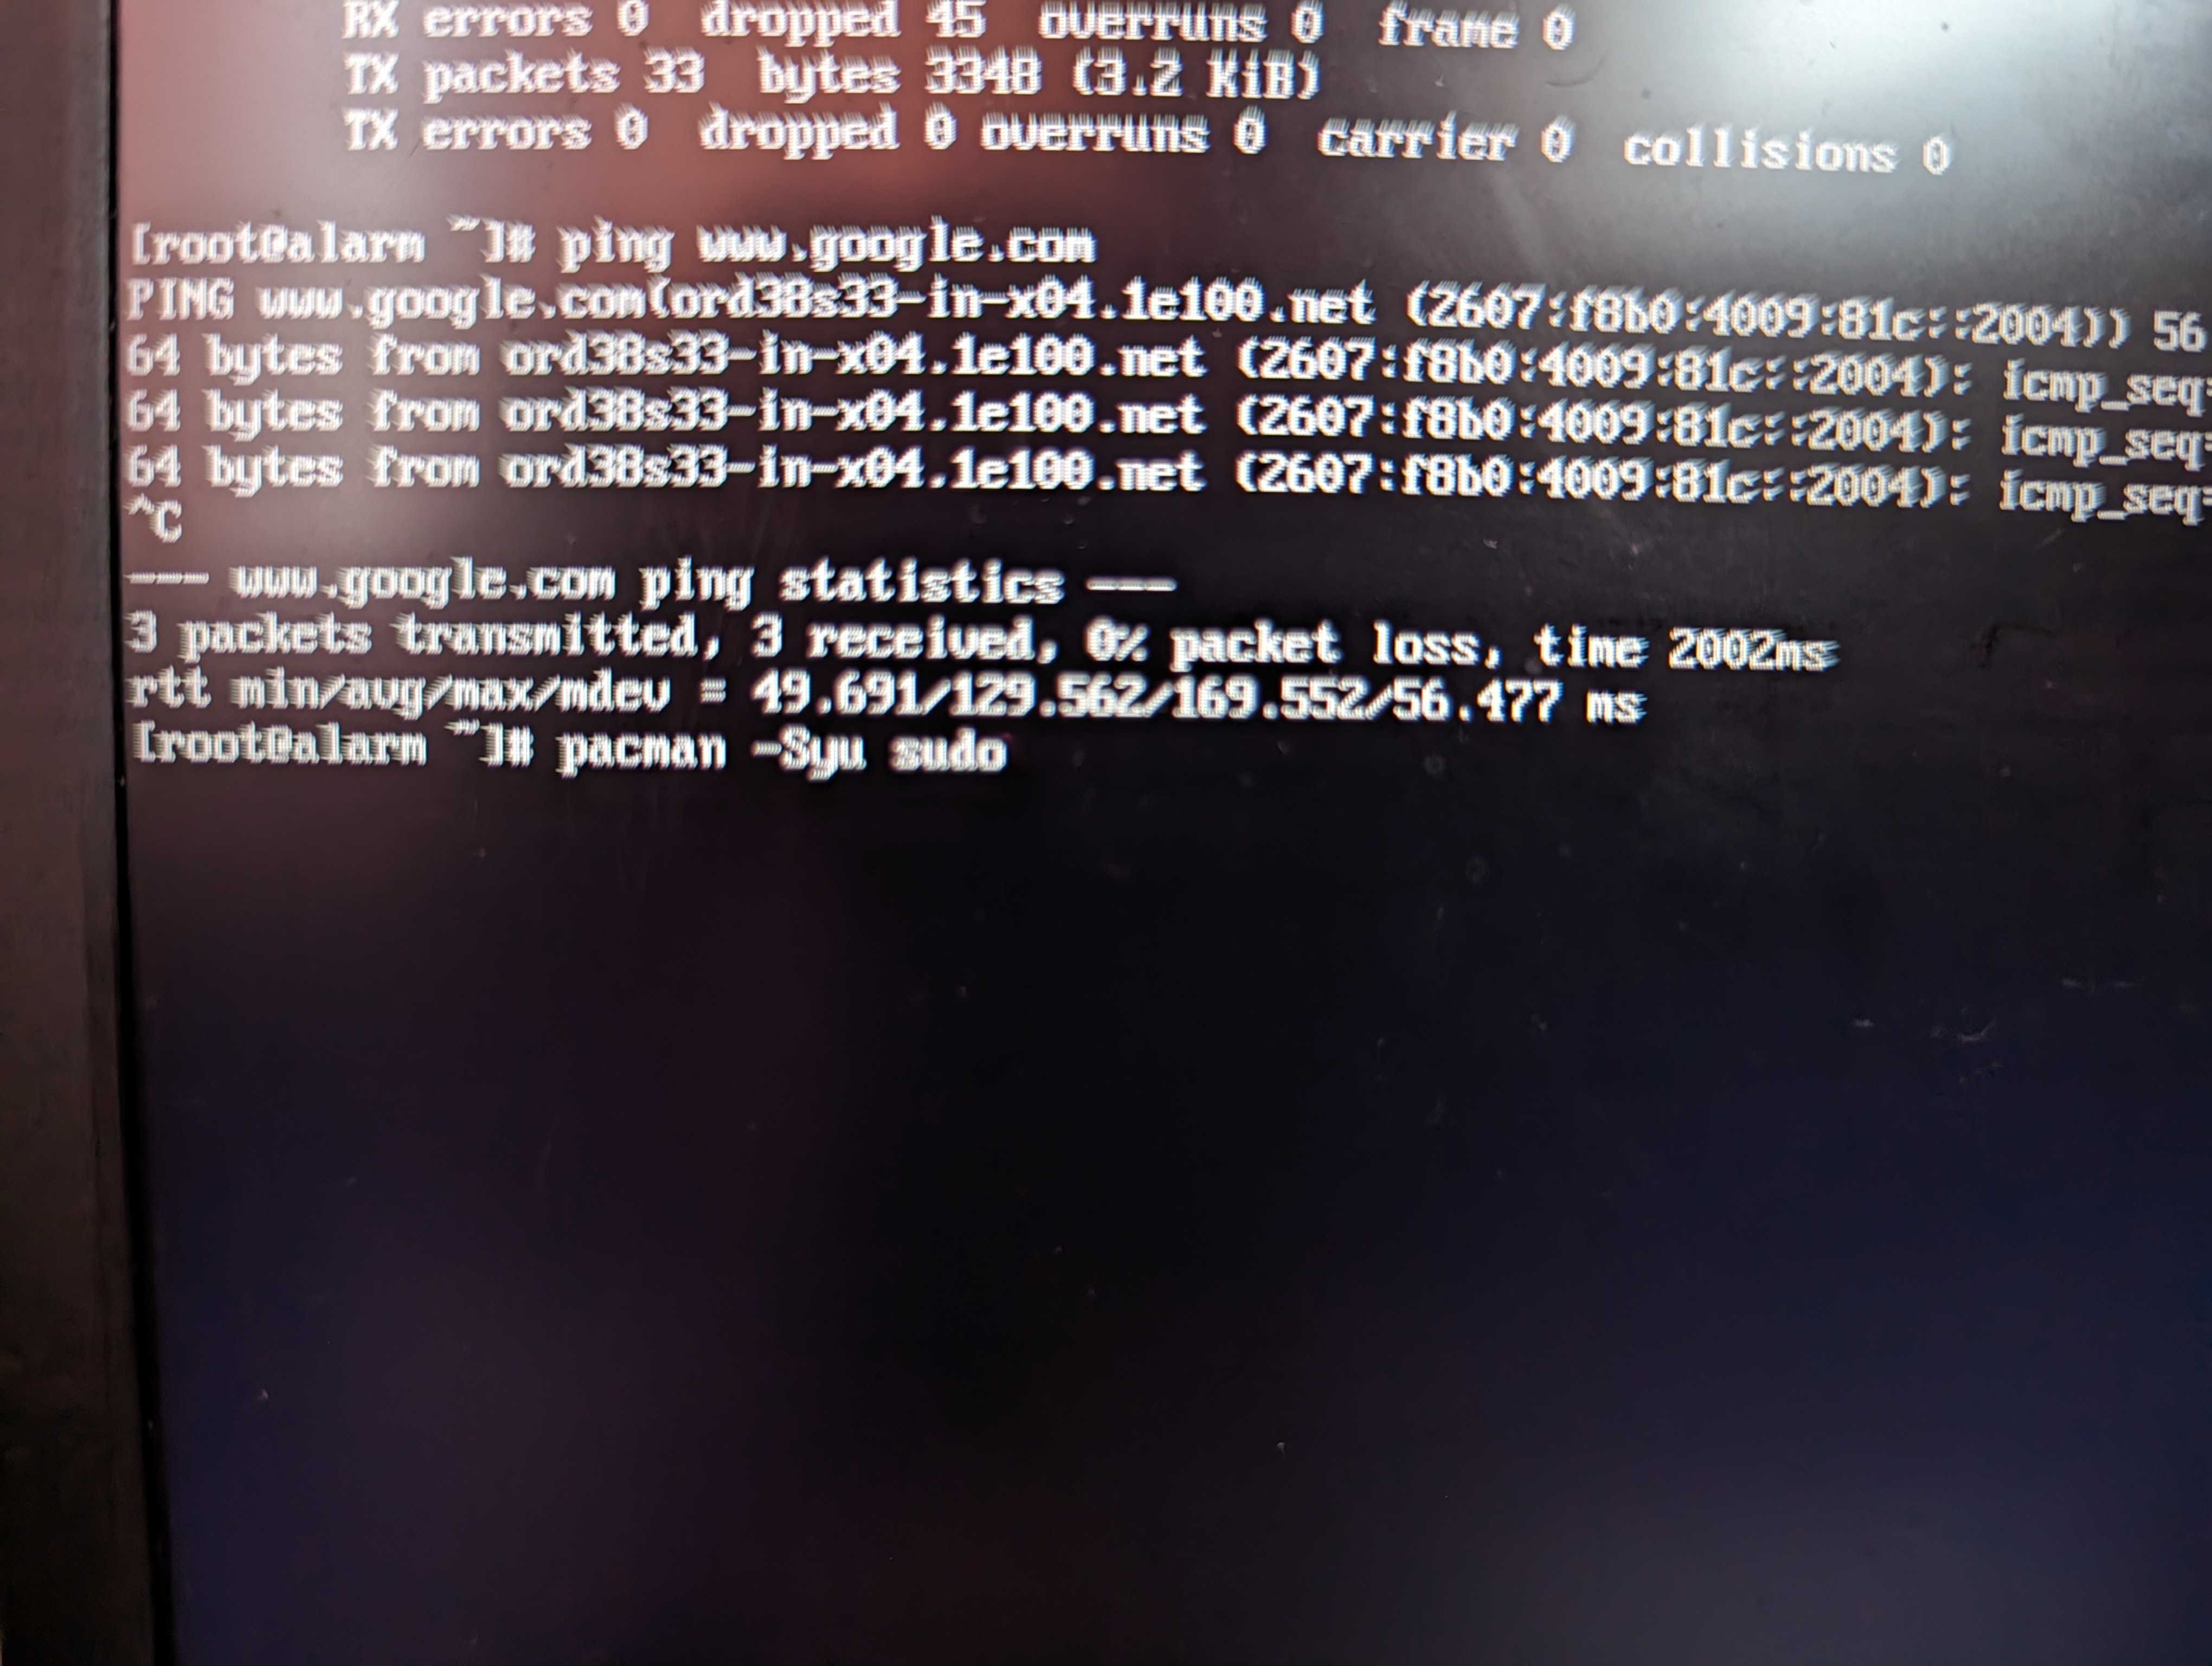 RX errors 0  dropped 45  overruns 0  frame 0
TX packets 33  bytes 3348 (3.2 KiB)
TX errors 0  dropped 0 overruns 0  carrier 0  collisions 0
[root@alarm ~]# ping www.google.com
PING www.google.com(ord38s33-in-x04.1e100.net (2607:f8b0:4009:81c::2004)) 56
64 bytes from ord38s33-in-x04.1e100.net (2607:f8b0:4009:81c::2004): icmp_seq=
64 bytes from ord38s33-in-x04.1e100.net (2607:f8b0:4009:81c::2004): icmp_seq=
64 bytes from ord38s33-in-x04.1e100.net (2607:f8b0:4009:81c::2004): icmp_seq=
^C
--- www.google.com ping statistics ---
3 packets transmitted, 3 received, 0% packet loss, time 2002ms
rtt min/avg/max/mdev = 49.691/129.562/169.552/56.477 ms
[root@alarm ~]# pacman -Syu sudo